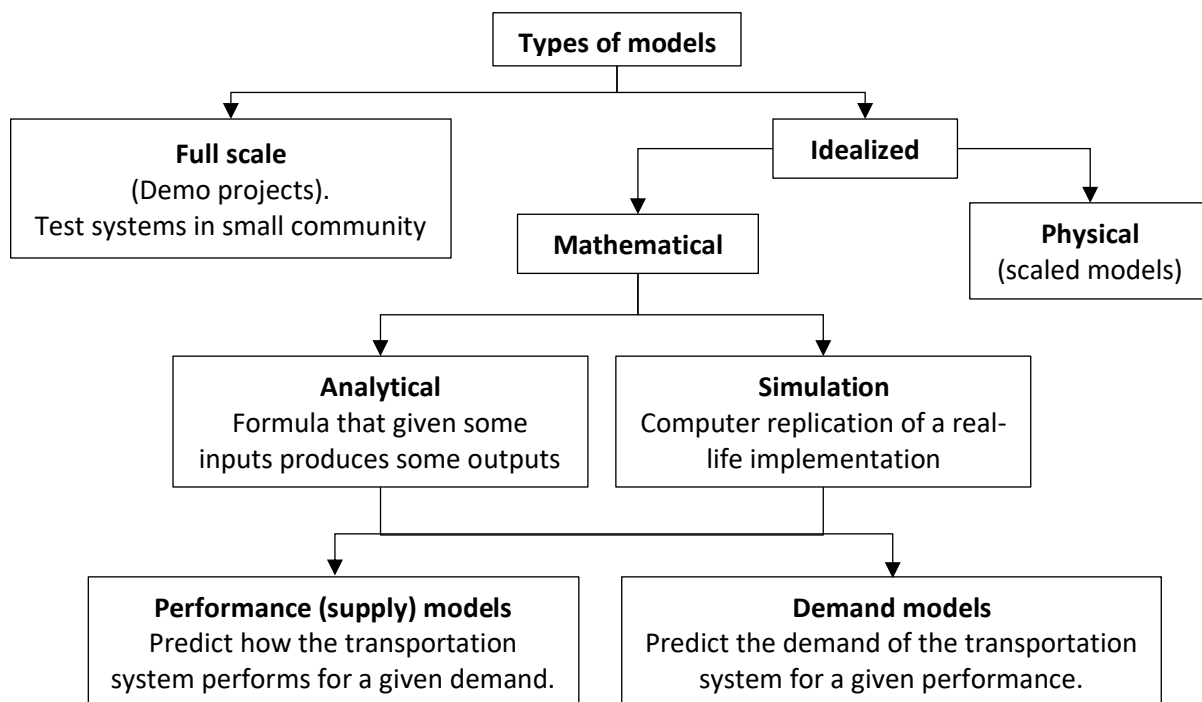 Types of models
Full scale
(Demo projects).
Test systems in small community
Idealized
Mathematical
Physical
(scaled models)
Analytical
Formula that given some
inputs produces some outputs
Simulation
Computer replication of a real-
life implementation
Performance (supply) models
Predict how the transportation
system performs for a given demand.
Demand models
Predict the demand of the transportation
system for a given performance.